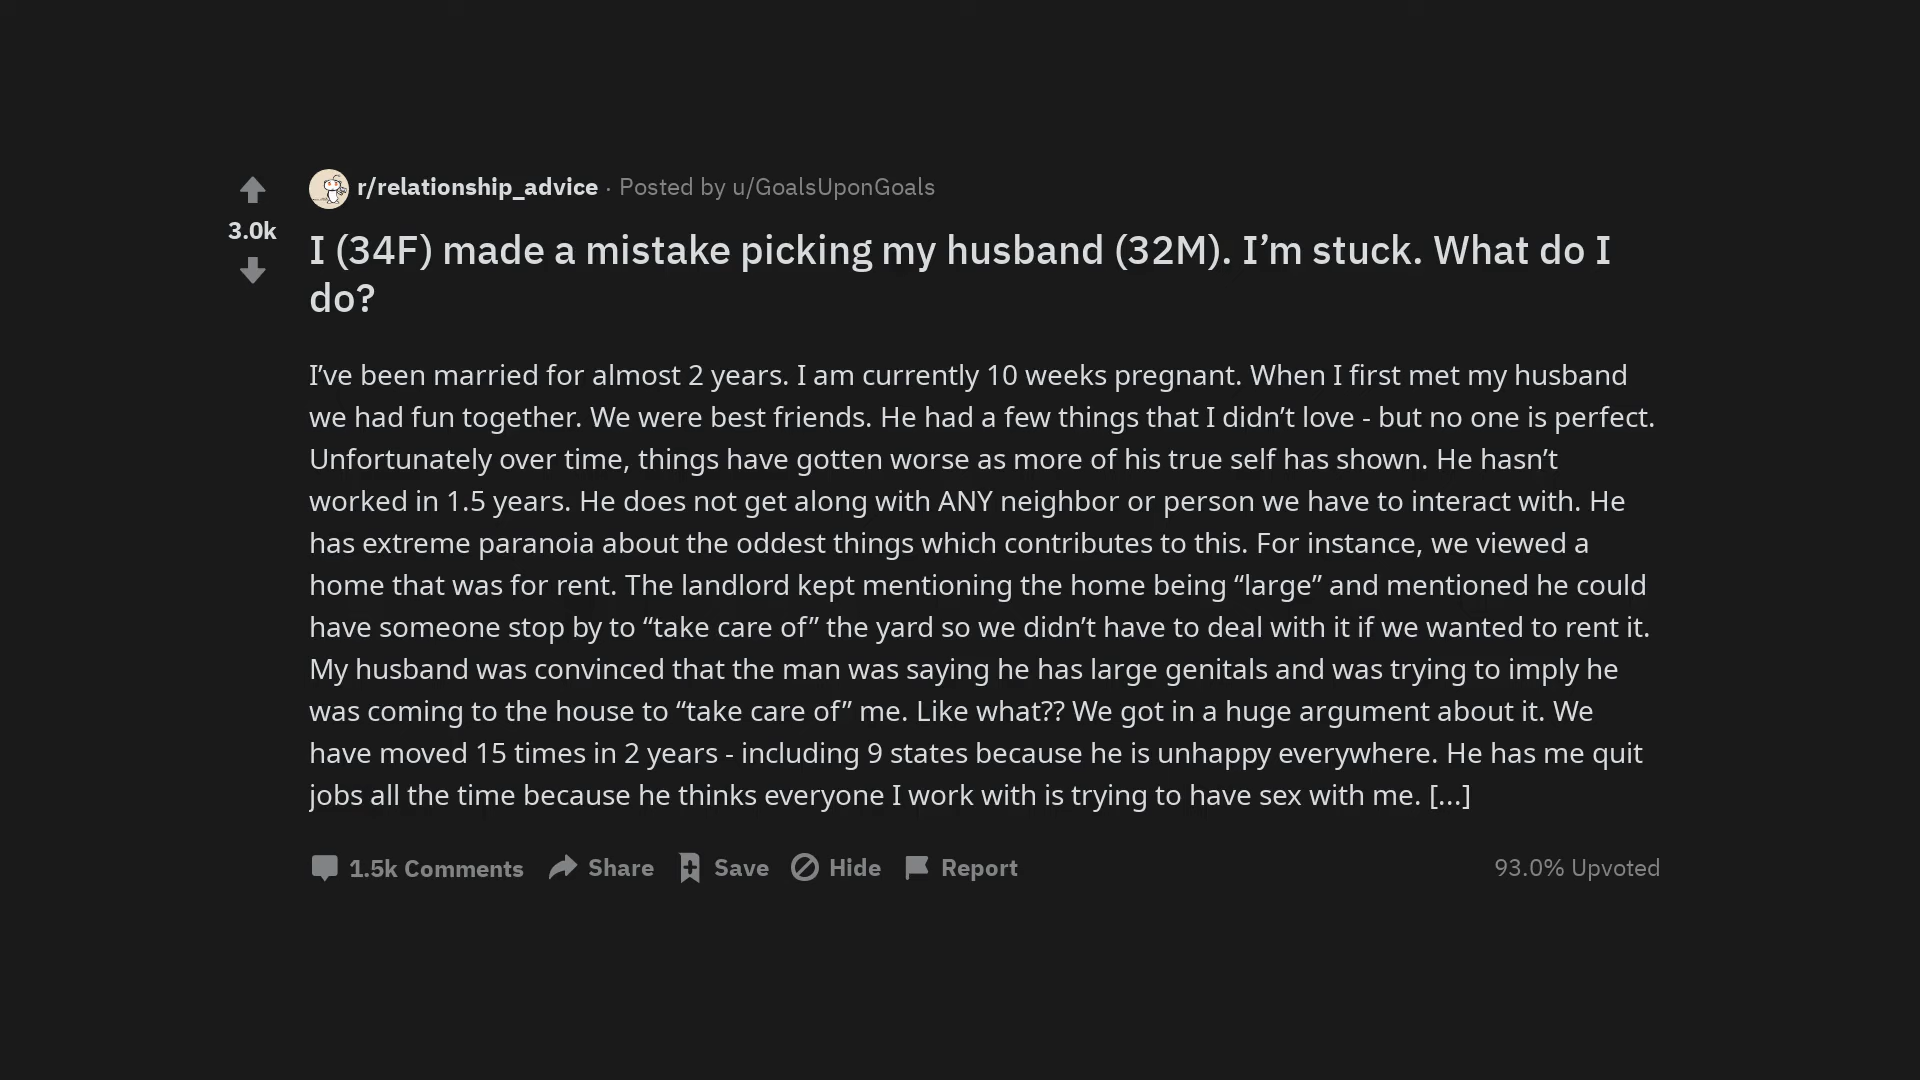 r/relationship_advice · Posted by u/GoalsUponGoals
3.0k
I (34F) made a mistake picking my husband (32M). I’m stuck. What do I
do?
I’ve been married for almost 2 years. I am currently 10 weeks pregnant. When I first met my husband
we had fun together. We were best friends. He had a few things that I didn’t love - but no one is perfect.
Unfortunately over time, things have gotten worse as more of his true self has shown. He hasn’t
worked in 1.5 years. He does not get along with ANY neighbor or person we have to interact with. He
has extreme paranoia about the oddest things which contributes to this. For instance, we viewed a
home that was for rent. The landlord kept mentioning the home being “large” and mentioned he could
have someone stop by to “take care of” the yard so we didn’t have to deal with it if we wanted to rent it.
My husband was convinced that the man was saying he has large genitals and was trying to imply he
was coming to the house to “take care of” me. Like what?? We got in a huge argument about it. We
have moved 15 times in 2 years - including 9 states because he is unhappy everywhere. He has me quit
jobs all the time because he thinks everyone I work with is trying to have sex with me. [...]
1.5k Comments Share Save Hide Report 93.0% Upvoted